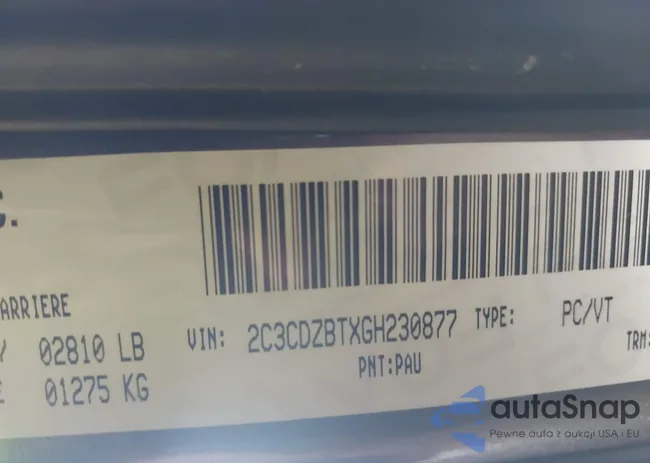 ARRIERE
02810 LB
01275 KG
VIN: 2C3CDZBTXGH230877 TYPE: PC/VT
PNT:PAU
TRM:
autaSnap
Pewne auta z aukcji USA i EU